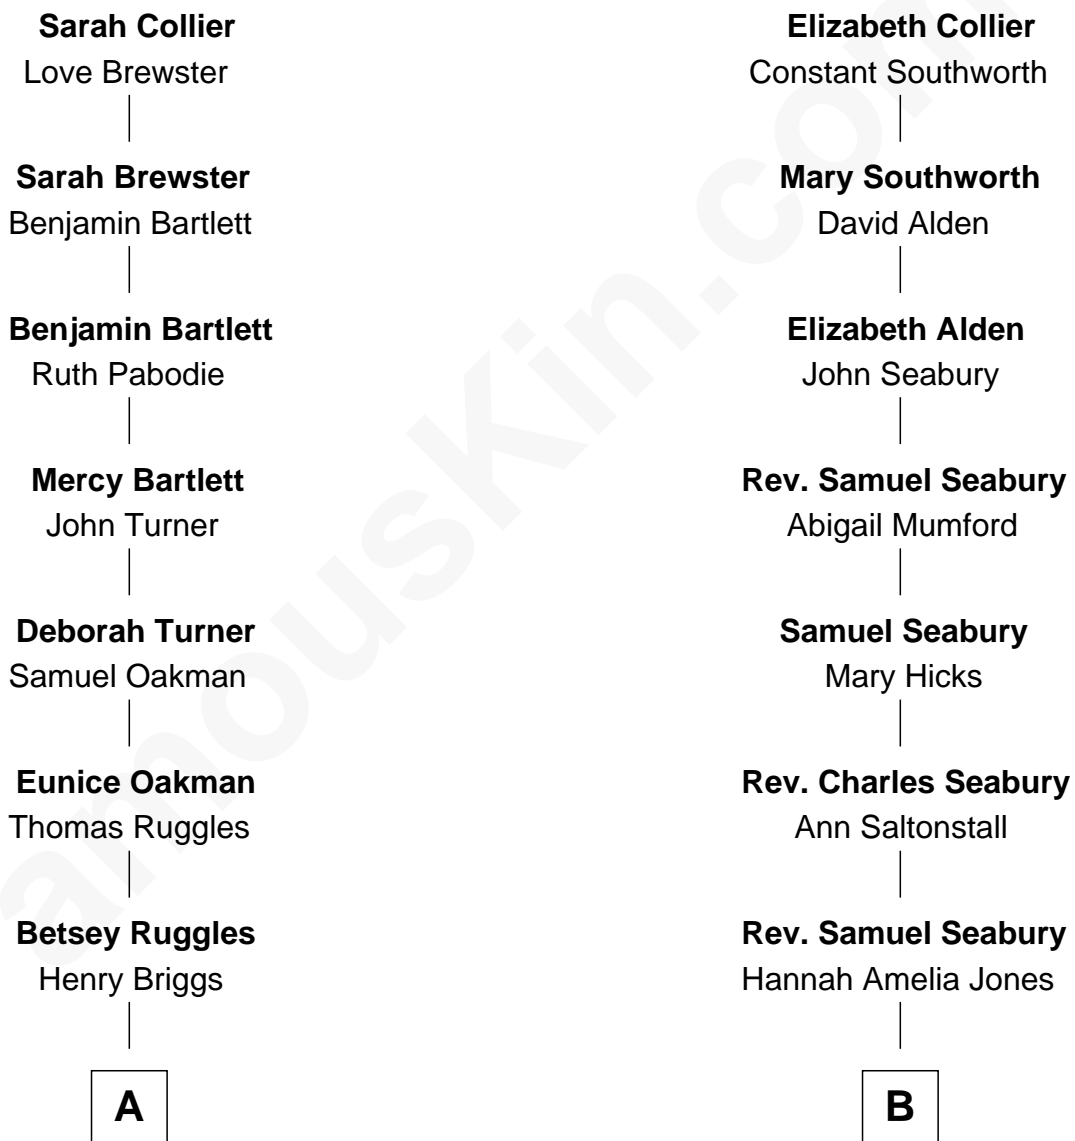 Sarah Collier
Love Brewster
Sarah Brewster
Benjamin Bartlett
Benjamin Bartlett
Ruth Pabodie
Mercy Bartlett
John Turner
Deborah Turner
Samuel Oakman
Eunice Oakman
Thomas Ruggles
Betsey Ruggles
Henry Briggs
A
Elizabeth Collier
Constant Southworth
Mary Southworth
David Alden
Elizabeth Alden
John Seabury
Rev. Samuel Seabury
Abigail Mumford
Samuel Seabury
Mary Hicks
Rev. Charles Seabury
Ann Saltonstall
Rev. Samuel Seabury
Hannah Amelia Jones
B
amousKin.com